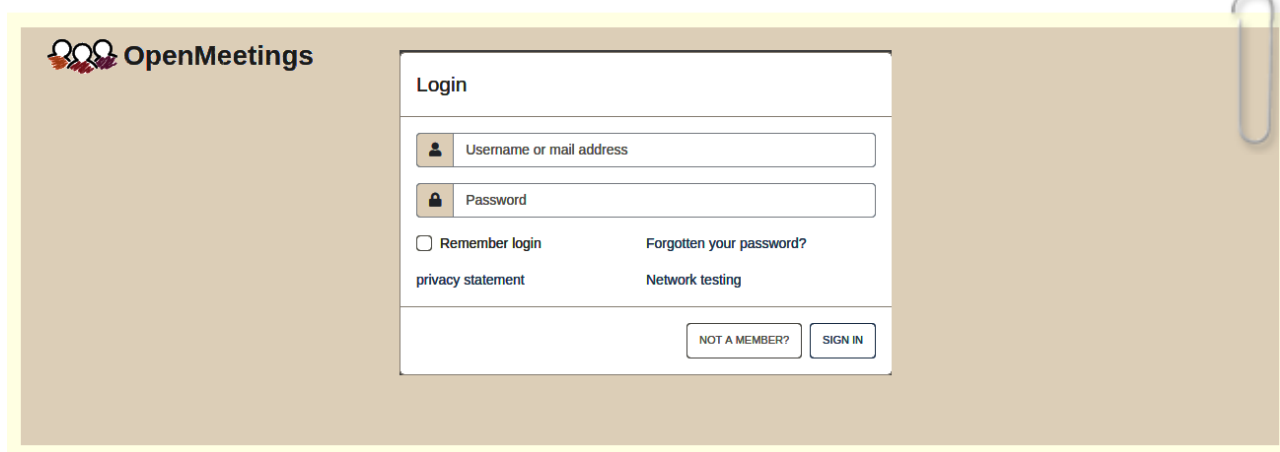 OpenMeetings
Login
Username or mail address
Password
Remember login
Forgotten your password?
privacy statement
Network testing
NOT A MEMBER?
SIGN IN